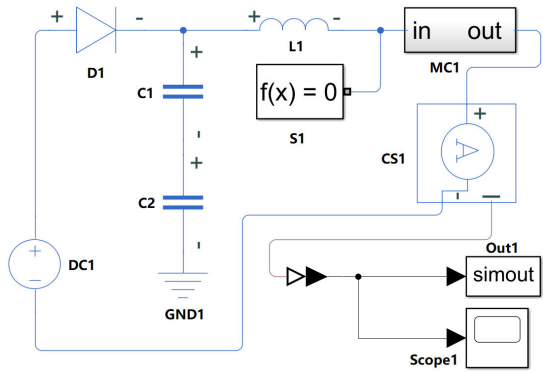 + - + -
in out
D1
L1
MC1
+
C1
f(x) = 0
+
-
S1
CS1
A
+
C2
- —
-
+
DC1
Out1
—
simout
GND1
Scope1